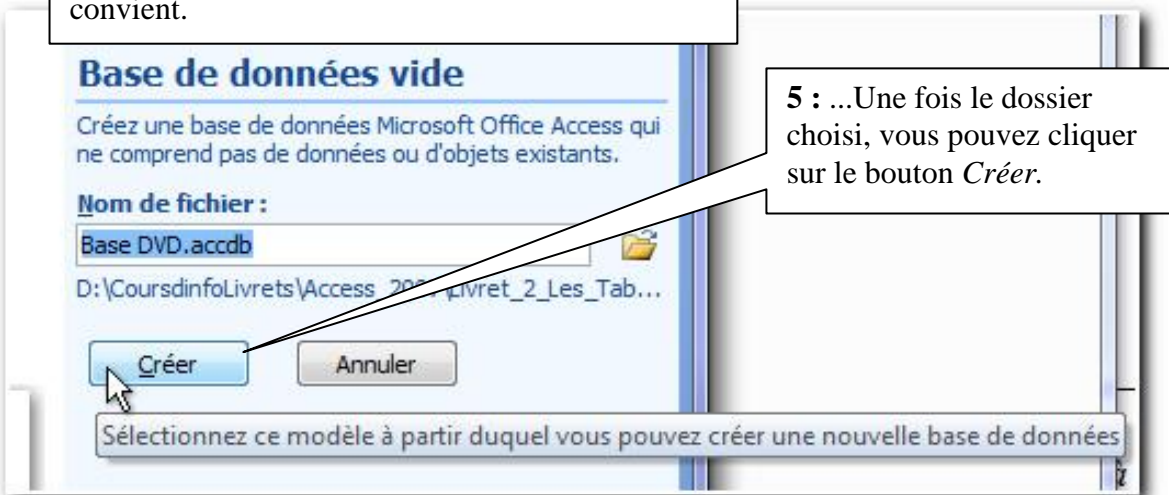 convient.
Base de données vide
Créez une base de données Microsoft Office Access qui
ne comprend pas de données ou d'objets existants.
5 : ...Une fois le dossier
choisi, vous pouvez cliquer
sur le bouton Créer.
Nom de fichier :
Base DVD.accdb
D:\CoursdinfoLivrets\Access_200 Livret_2_Les_Tab...
Créer
Annuler
Sélectionnez ce modèle à partir duquel vous pouvez créer une nouvelle base de données